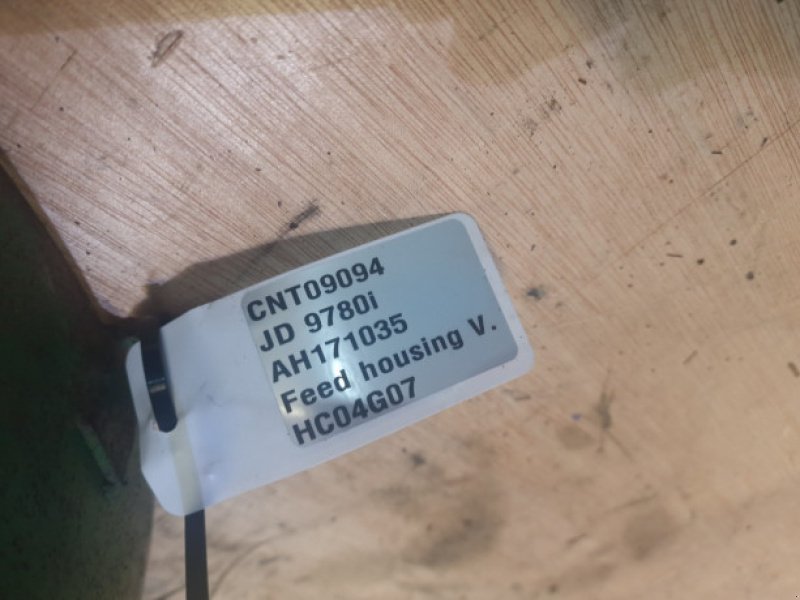 CNT09094
JD 9780i
AH171035
Feed housing V.
HC04G07